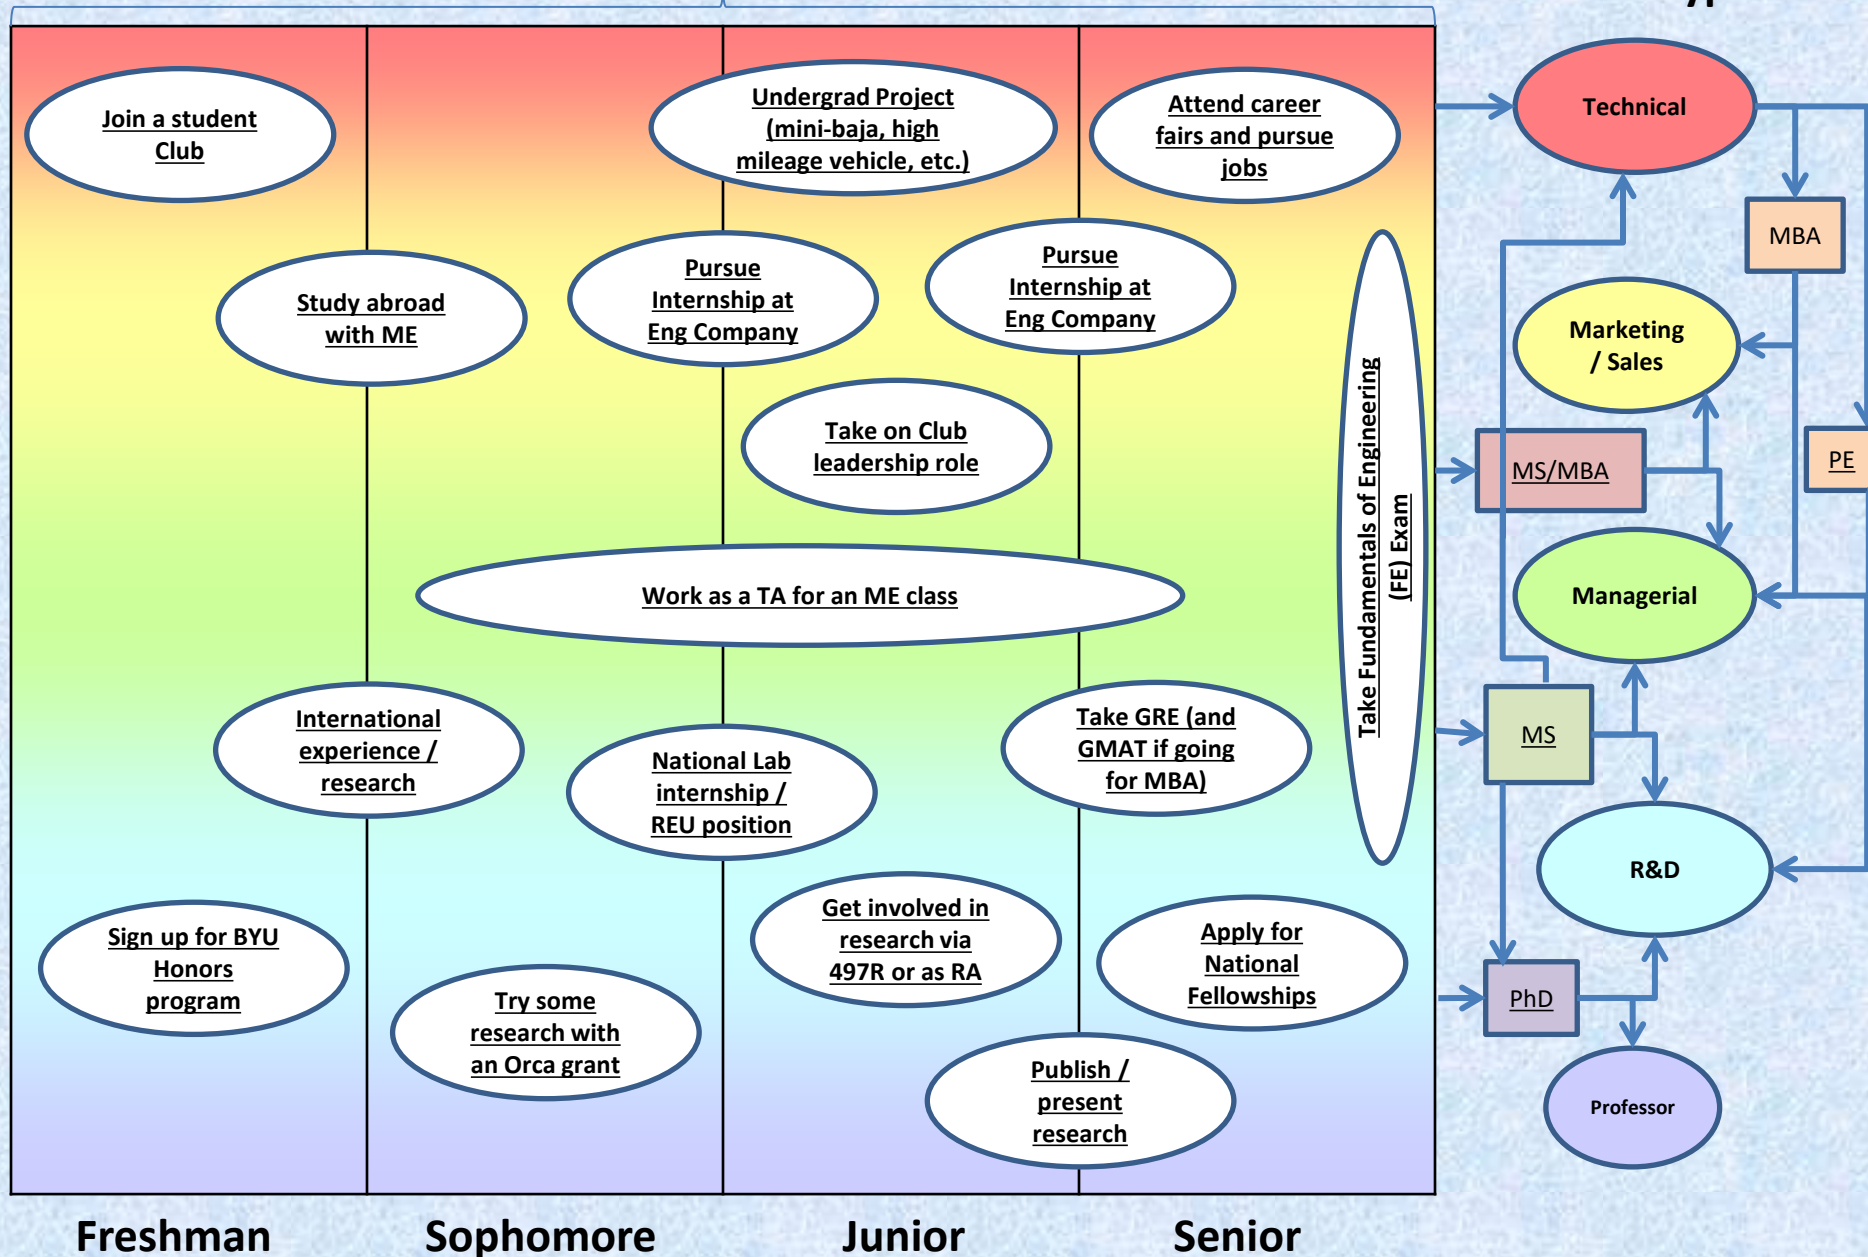 Join a student
Club
Undergrad Project
(mini-baja, high
mileage vehicle, etc.)
Attend career
fairs and pursue
jobs
Technical
MBA
Study abroad
with ME
Pursue
Internship at
Eng Company
Pursue
Internship at
Eng Company
Marketing
/ Sales
Take on Club
leadership role
Take Fundamentals of Engineering
(FE) Exam
MS/MBA
PE
Work as a TA for an ME class
Managerial
International
experience /
research
National Lab
internship /
REU position
Take GRE (and
GMAT if going
for MBA)
MS
R&D
Sign up for BYU
Honors
program
Try some
research with
an Orca grant
Get involved in
research via
497R or as RA
Apply for
National
Fellowships
PhD
Publish /
present
research
Professor
Freshman
Sophomore
Junior
Senior